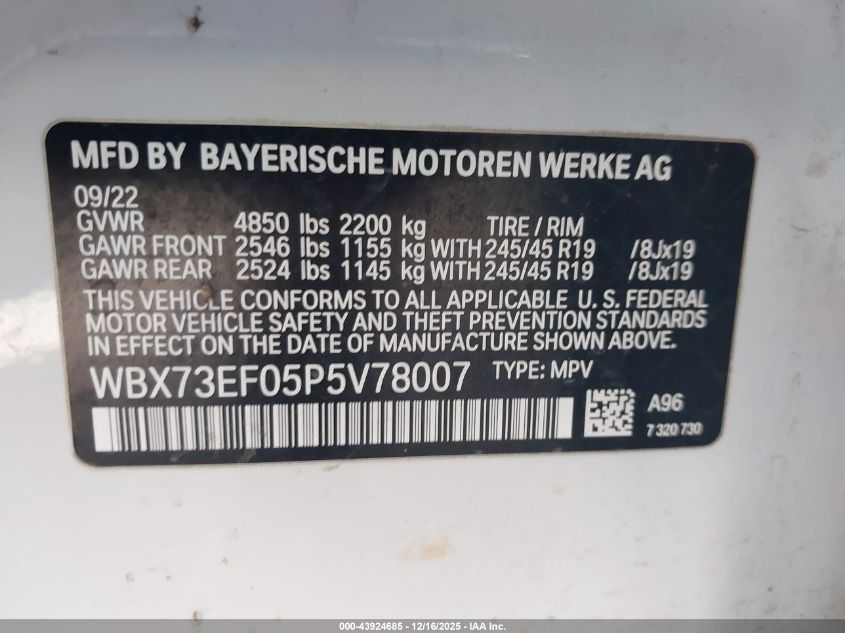 MFD BY BAYERISCHE MOTOREN WERKE AG
09/22
GVWR 4850 lbs 2200 kg TIRE / RIM
GAWR FRONT 2546 lbs 1155 kg WITH 245/45 R19 /8Jx19
GAWR REAR 2524 lbs 1145 kg WITH 245/45 R19 /8Jx19
THIS VEHICLE CONFORMS TO ALL APPLICABLE U. S. FEDERAL
MOTOR VEHICLE SAFETY AND THEFT PREVENTION STANDARDS
IN EFFECT ON THE DATE OF MANUFACTURE SHOWN ABOVE.
WBX73EF05P5V78007 TYPE: MPV
A96
7 320 730
000-43924685 - 12/16/2025 - IAA Inc.